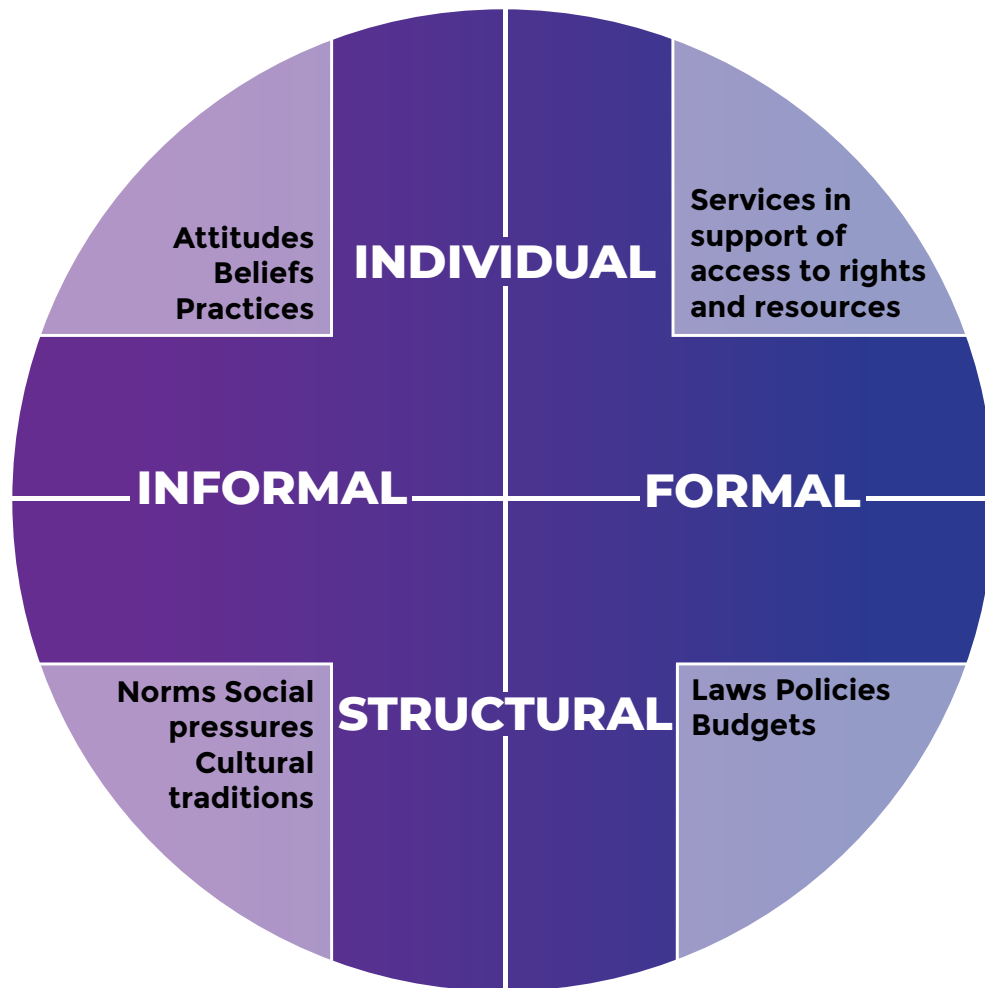 Attitudes
Beliefs
Practices
INDIVIDUAL
Services in
support of
access to rights
and resources
INFORMAL
FORMAL
Norms Social
pressures
Cultural
traditions
STRUCTURAL
Laws Policies
Budgets